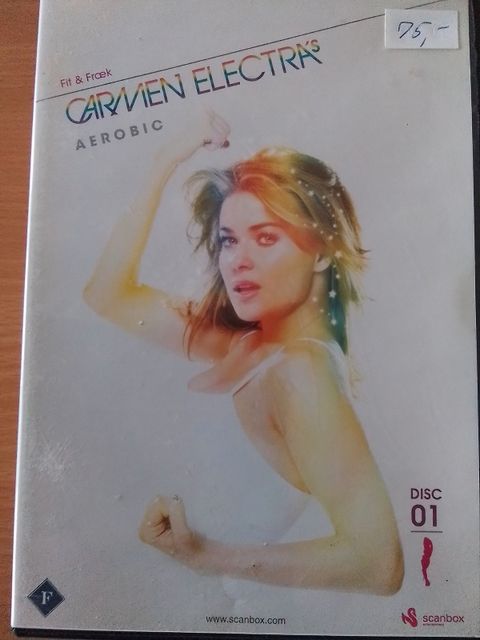 75,-
Fit & Fræk
CARMEN ELECTRA's
AEROBIC
DISC
01
F
www.scanbox.com
scanbox